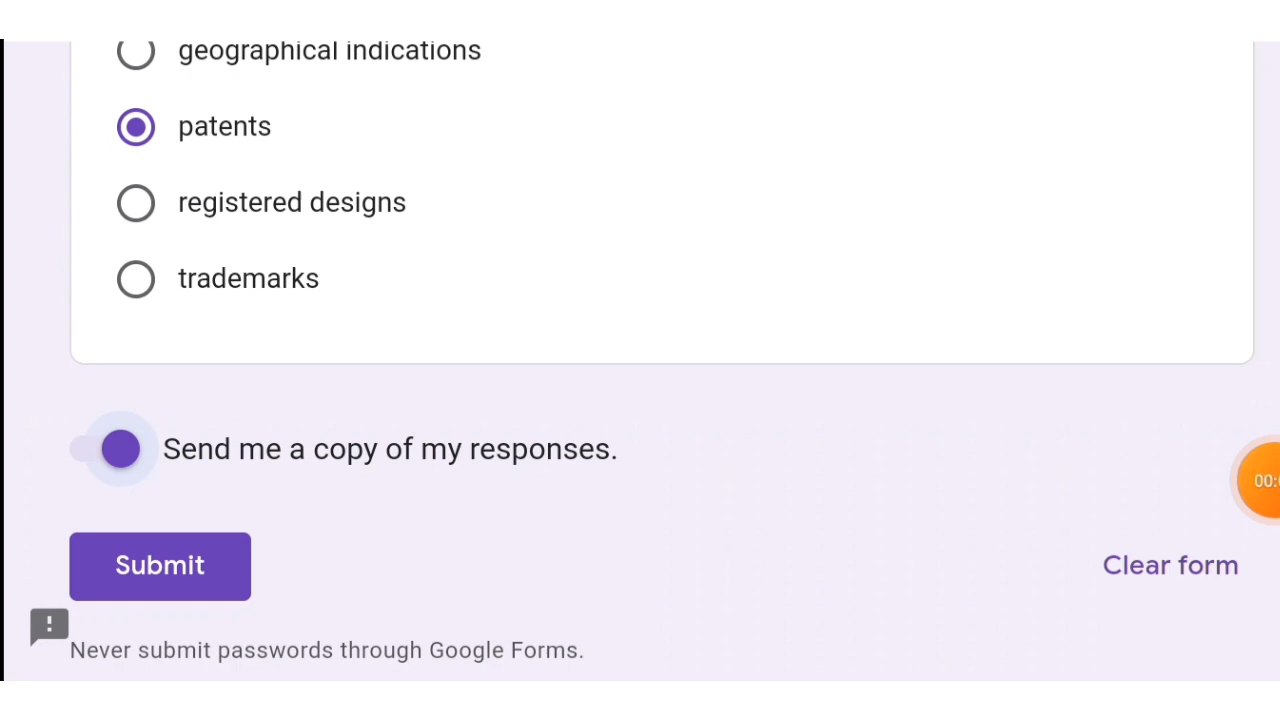 geographical indications
patents
registered designs
trademarks
Send me a copy of my responses.
00:
Submit
Clear form
Never submit passwords through Google Forms.